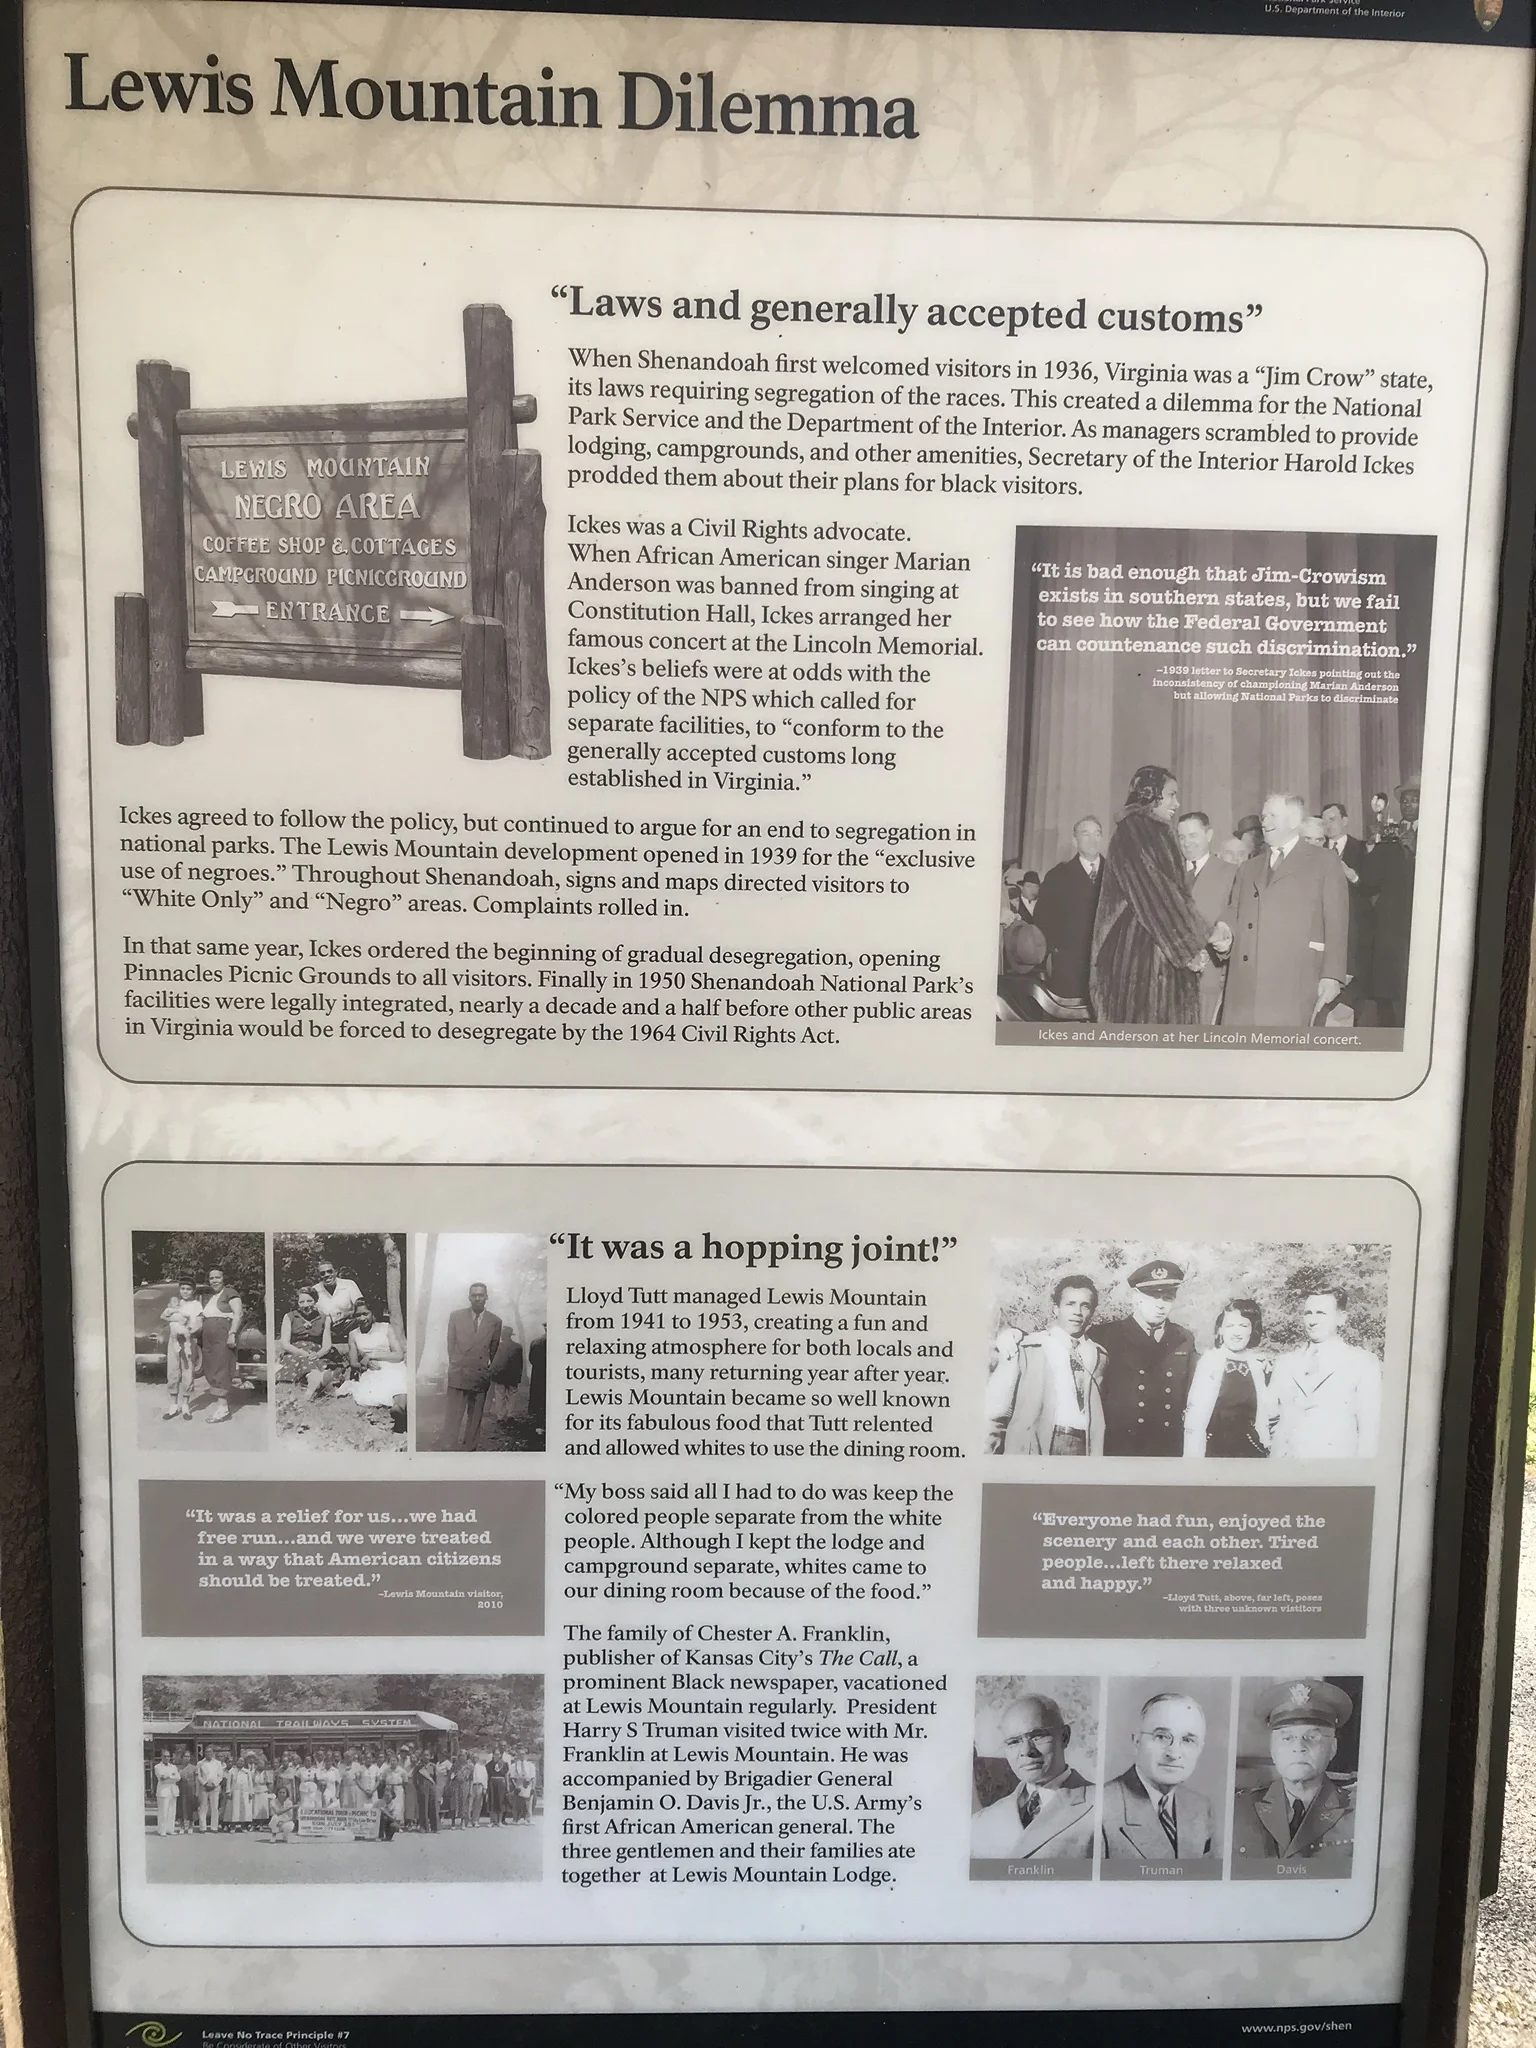 U.S. Department of the Interior
Lewis Mountain Dilemma
“Laws and generally accepted customs”
When Shenandoah first welcomed visitors in 1936, Virginia was a “Jim Crow” state,
its laws requiring segregation of the races. This created a dilemma for the National
Park Service and the Department of the Interior. As managers scrambled to provide
lodging, campgrounds, and other amenities, Secretary of the Interior Harold Ickes
prodded them about their plans for black visitors.
LEWIS MOUNTAIN
NEGRO AREA
COFFEE SHOP & COTTAGES
CAMPGROUND PICNICGROUND
ENTRANCE
Ickes was a Civil Rights advocate.
When African American singer Marian
Anderson was banned from singing at
Constitution Hall, Ickes arranged her
famous concert at the Lincoln Memorial.
Ickes’s beliefs were at odds with the
policy of the NPS which called for
separate facilities, to “conform to the
generally accepted customs long
established in Virginia.”
“It is bad enough that Jim-Crowism
exists in southern states, but we fail
to see how the Federal Government
can countenance such discrimination.”
–1939 letter to Secretary Ickes pointing out the
inconsistency of championing Marian Anderson
but allowing National Parks to discriminate
Ickes agreed to follow the policy, but continued to argue for an end to segregation in
national parks. The Lewis Mountain development opened in 1939 for the “exclusive
use of negroes.” Throughout Shenandoah, signs and maps directed visitors to
“White Only” and “Negro” areas. Complaints rolled in.
In that same year, Ickes ordered the beginning of gradual desegregation, opening
Pinnacles Picnic Grounds to all visitors. Finally in 1950 Shenandoah National Park’s
facilities were legally integrated, nearly a decade and a half before other public areas
in Virginia would be forced to desegregate by the 1964 Civil Rights Act.
Ickes and Anderson at her Lincoln Memorial concert.
“It was a hopping joint!”
Lloyd Tutt managed Lewis Mountain
from 1941 to 1953, creating a fun and
relaxing atmosphere for both locals and
tourists, many returning year after year.
Lewis Mountain became so well known
for its fabulous food that Tutt relented
and allowed whites to use the dining room.
“It was a relief for us...we had
free run...and we were treated
in a way that American citizens
should be treated.”
–Lewis Mountain visitor,
2010
“My boss said all I had to do was keep the
colored people separate from the white
people. Although I kept the lodge and
campground separate, whites came to
our dining room because of the food.”
“Everyone had fun, enjoyed the
scenery and each other. Tired
people...left there relaxed
and happy.”
–Lloyd Tutt, above, far left, poses
with three unknown vistitors
The family of Chester A. Franklin,
publisher of Kansas City’s The Call, a
prominent Black newspaper, vacationed
at Lewis Mountain regularly. President
Harry S Truman visited twice with Mr.
Franklin at Lewis Mountain. He was
accompanied by Brigadier General
Benjamin O. Davis Jr., the U.S. Army’s
first African American general. The
three gentlemen and their families ate
together at Lewis Mountain Lodge.
NATIONAL TRAILWAYS SYSTEM
Franklin
Truman
Davis
Leave No Trace Principle #7
Be Considerate of Other Visitors
www.nps.gov/shen